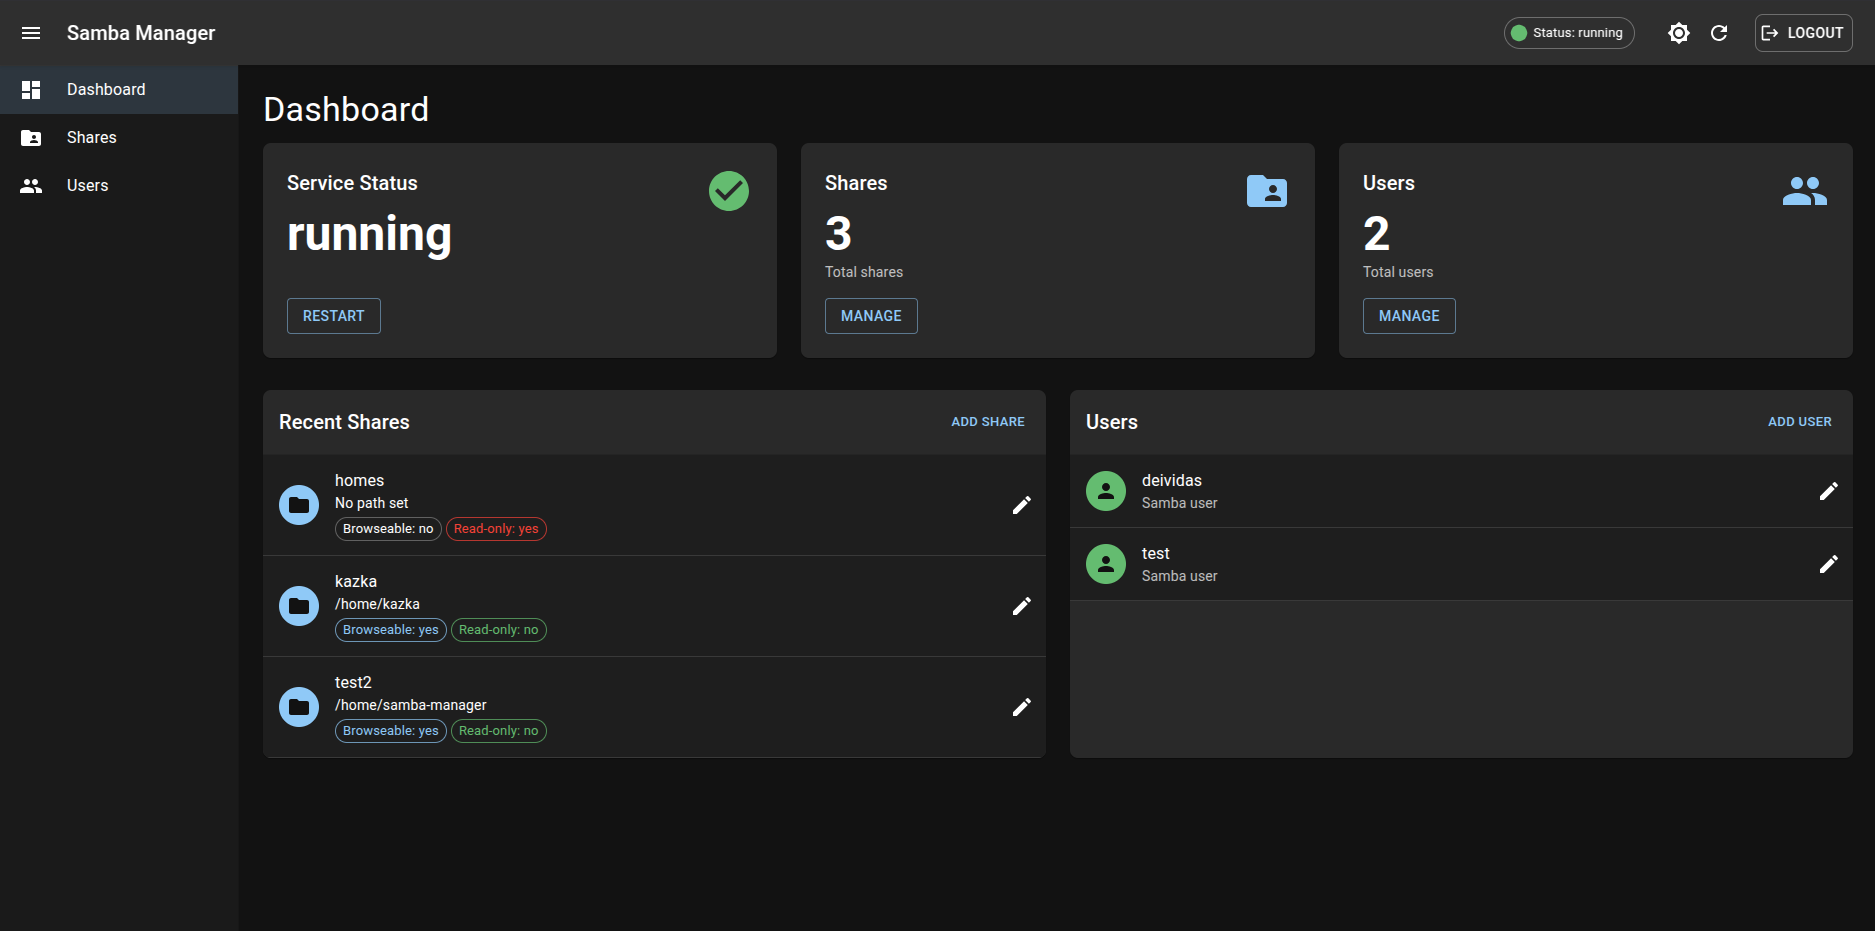 Samba Manager
Status: running
LOGOUT
Dashboard
Shares
Users
Dashboard
Service Status
running
RESTART
Shares
3
Total shares
MANAGE
Users
2
Total users
MANAGE
Recent Shares
ADD SHARE
homes
No path set
Browseable: no
Read-only: yes
kazka
/home/kazka
Browseable: yes
Read-only: no
test2
/home/samba-manager
Browseable: yes
Read-only: no
Users
ADD USER
deividas
Samba user
test
Samba user